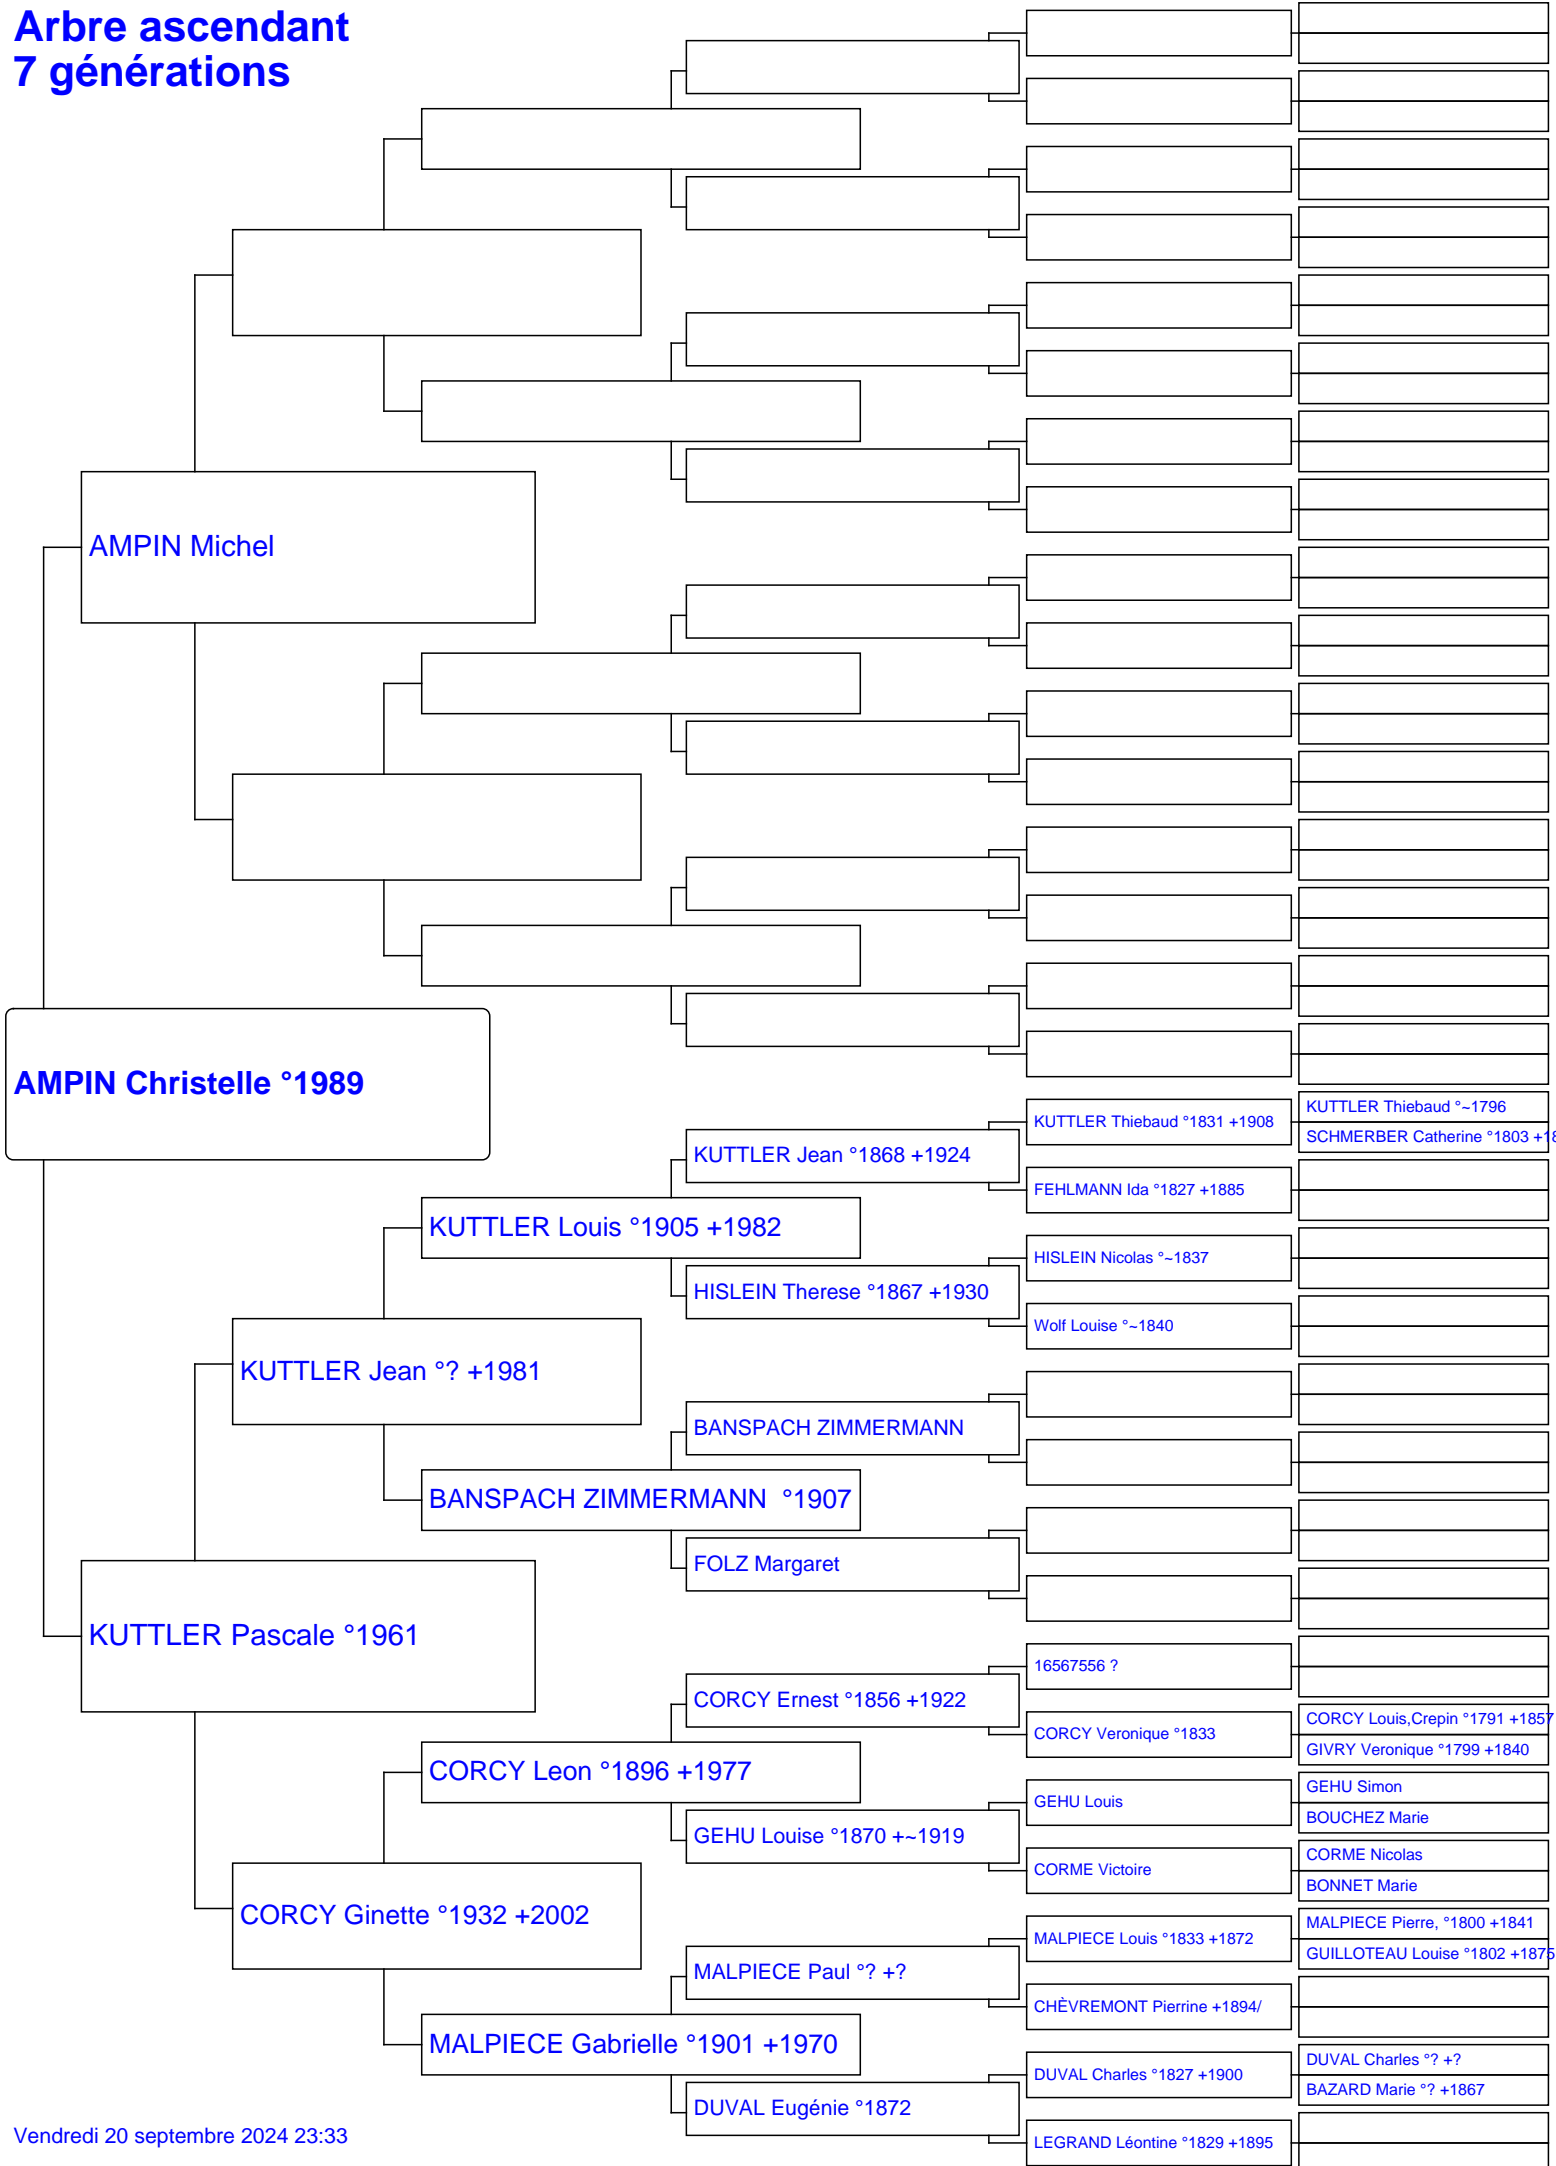 Arbre ascendant
7 générations
AMPIN Michel
AMPIN Christelle °1989
KUTTLER Thiebaud °1831 +1908
KUTTLER Thiebaud °~1796
SCHMERBER Catherine °1803 +18
KUTTLER Jean °1868 +1924
FEHLMANN Ida °1827 +1885
KUTTLER Louis °1905 +1982
HISLEIN Nicolas °~1837
HISLEIN Therese °1867 +1930
Wolf Louise °~1840
KUTTLER Jean °? +1981
BANSPACH ZIMMERMANN
BANSPACH ZIMMERMANN  °1907
FOLZ Margaret
KUTTLER Pascale °1961
16567556 ?
CORCY Ernest °1856 +1922
CORCY Veronique °1833
CORCY Louis,Crepin °1791 +1857
GIVRY Veronique °1799 +1840
CORCY Leon °1896 +1977
GEHU Louis
GEHU Simon
BOUCHEZ Marie
GEHU Louise °1870 +~1919
CORME Victoire
CORME Nicolas
BONNET Marie
CORCY Ginette °1932 +2002
MALPIECE Louis °1833 +1872
MALPIECE Pierre, °1800 +1841
GUILLOTEAU Louise °1802 +1875
MALPIECE Paul °? +?
CHÈVREMONT Pierrine +1894/
MALPIECE Gabrielle °1901 +1970
DUVAL Charles °1827 +1900
DUVAL Charles °? +?
BAZARD Marie °? +1867
DUVAL Eugénie °1872
LEGRAND Léontine °1829 +1895
Vendredi 20 septembre 2024 23:33